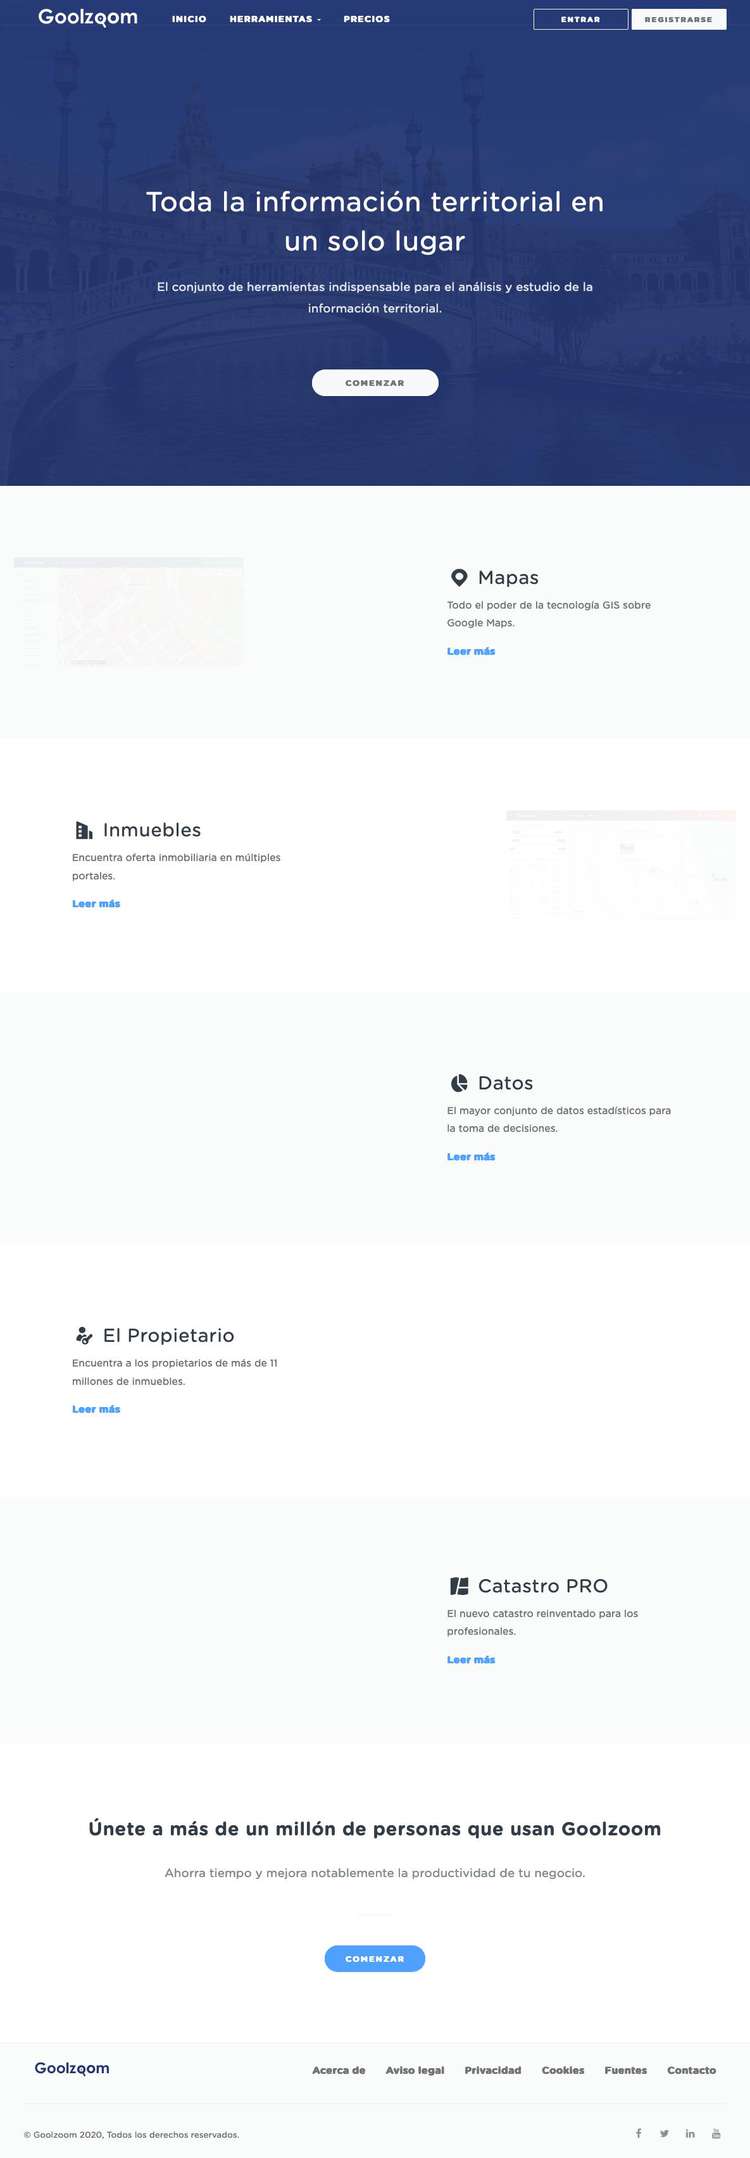 Goolzoom
INICIO
HERRAMIENTAS
PRECIOS
ENTRAR
REGISTRARSE
Toda la información territorial en
un solo lugar
El conjunto de herramientas indispensable para el análisis y estudio de la
información territorial.
COMENZAR
Mapas
Todo el poder de la tecnología GIS sobre
Google Maps.
Leer más
Inmuebles
Encuentra oferta inmobiliaria en múltiples
portales.
Leer más
Datos
El mayor conjunto de datos estadísticos para
la toma de decisiones.
Leer más
El Propietario
Encuentra a los propietarios de más de 11
millones de inmuebles.
Leer más
Catastro PRO
El nuevo catastro reinventado para los
profesionales.
Leer más
Únete a más de un millón de personas que usan Goolzoom
Ahorra tiempo y mejora notablemente la productividad de tu negocio.
COMENZAR
Goolzoom
Acerca de
Aviso legal
Privacidad
Cookies
Fuentes
Contacto
© Goolzoom 2020, Todos los derechos reservados.